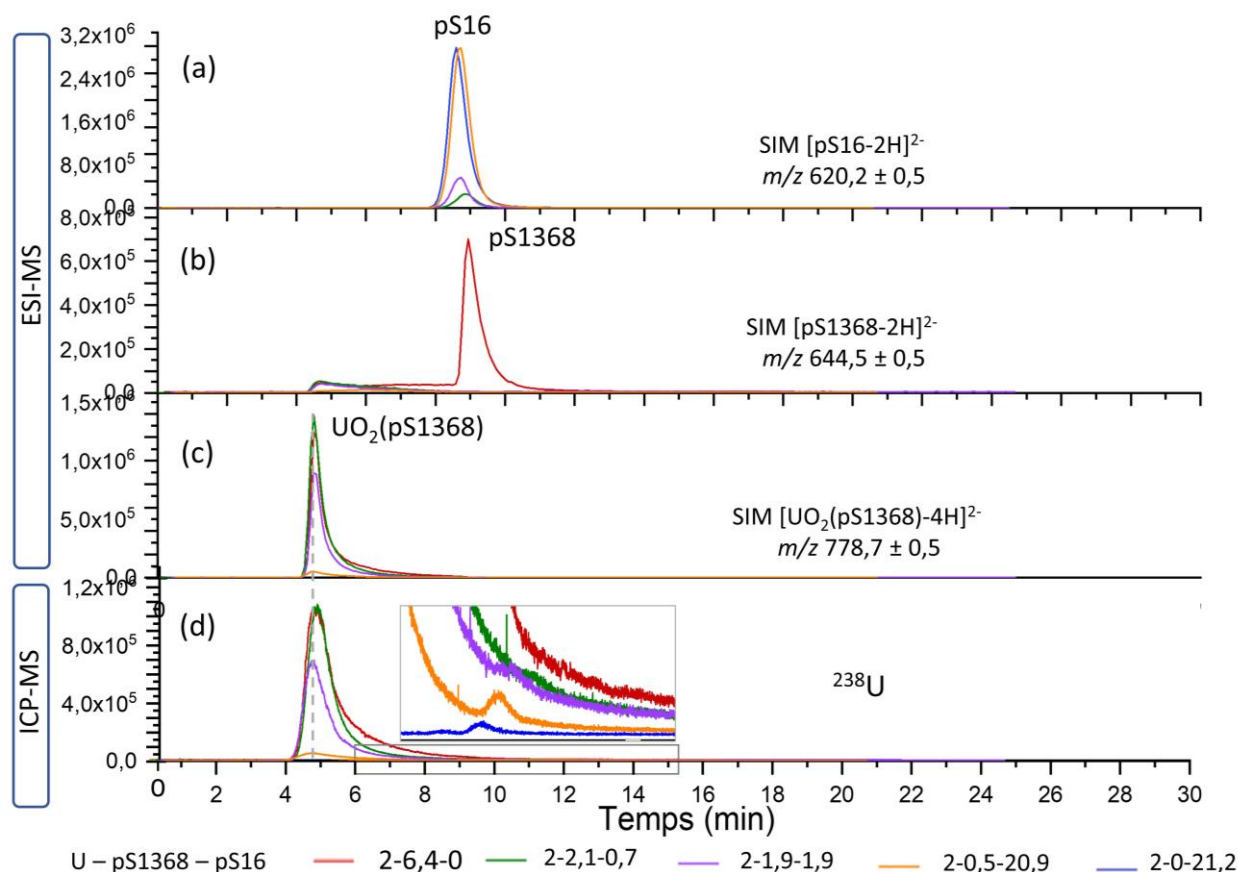 ESI-MS
3,2x10⁶
2,4x10⁶
1,6x10⁶
8,0x10⁵
0,0
(a)
pS16
SIM [pS16-2H]²⁻
m/z 620,2 ± 0,5
8,0x10⁵
6,0x10⁵
4,0x10⁵
2,0x10⁵
0,0
(b)
pS1368
SIM [pS1368-2H]²⁻
m/z 644,5 ± 0,5
1,5x10⁶
1,0x10⁶
5,0x10⁵
0,0
(c)
UO₂(pS1368)
SIM [UO₂(pS1368)-4H]²⁻
m/z 778,7 ± 0,5
ICP-MS
1,2x10⁶
8,0x10⁵
4,0x10⁵
0,0
(d)
²³⁸U
0 2 4 6 8 10 12 14 16 18 20 22 24 26 28 30
Temps (min)
U – pS1368 – pS16 2-6,4-0 2-2,1-0,7 2-1,9-1,9 2-0,5-20,9 2-0-21,2